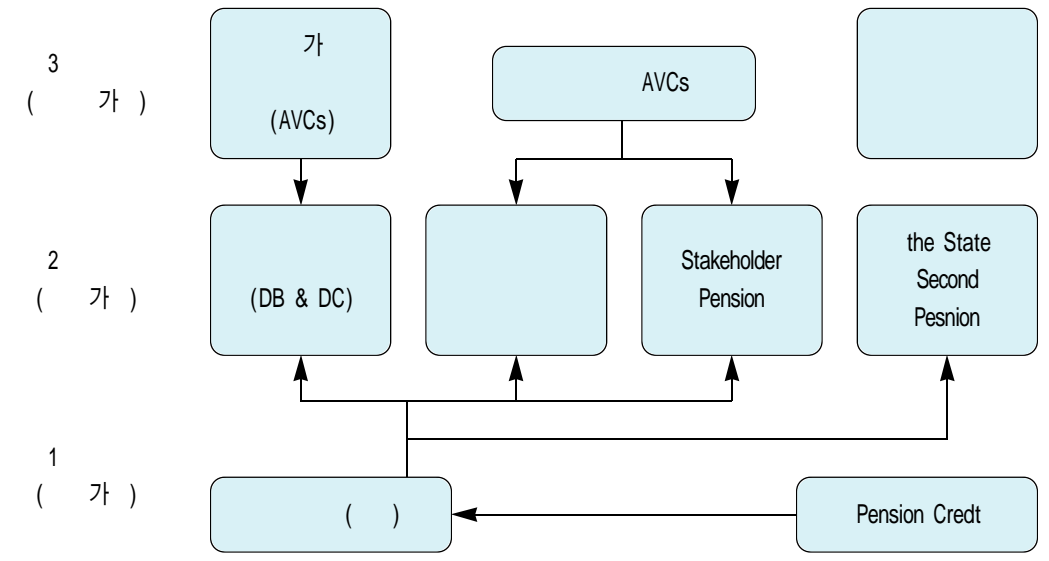 3
( 가 )
가
(AVCs)
AVCs
2
( 가 )
(DB & DC)
Stakeholder
Pension
the State
Second
Pesnion
1
( 가 )
( )
Pension Credt